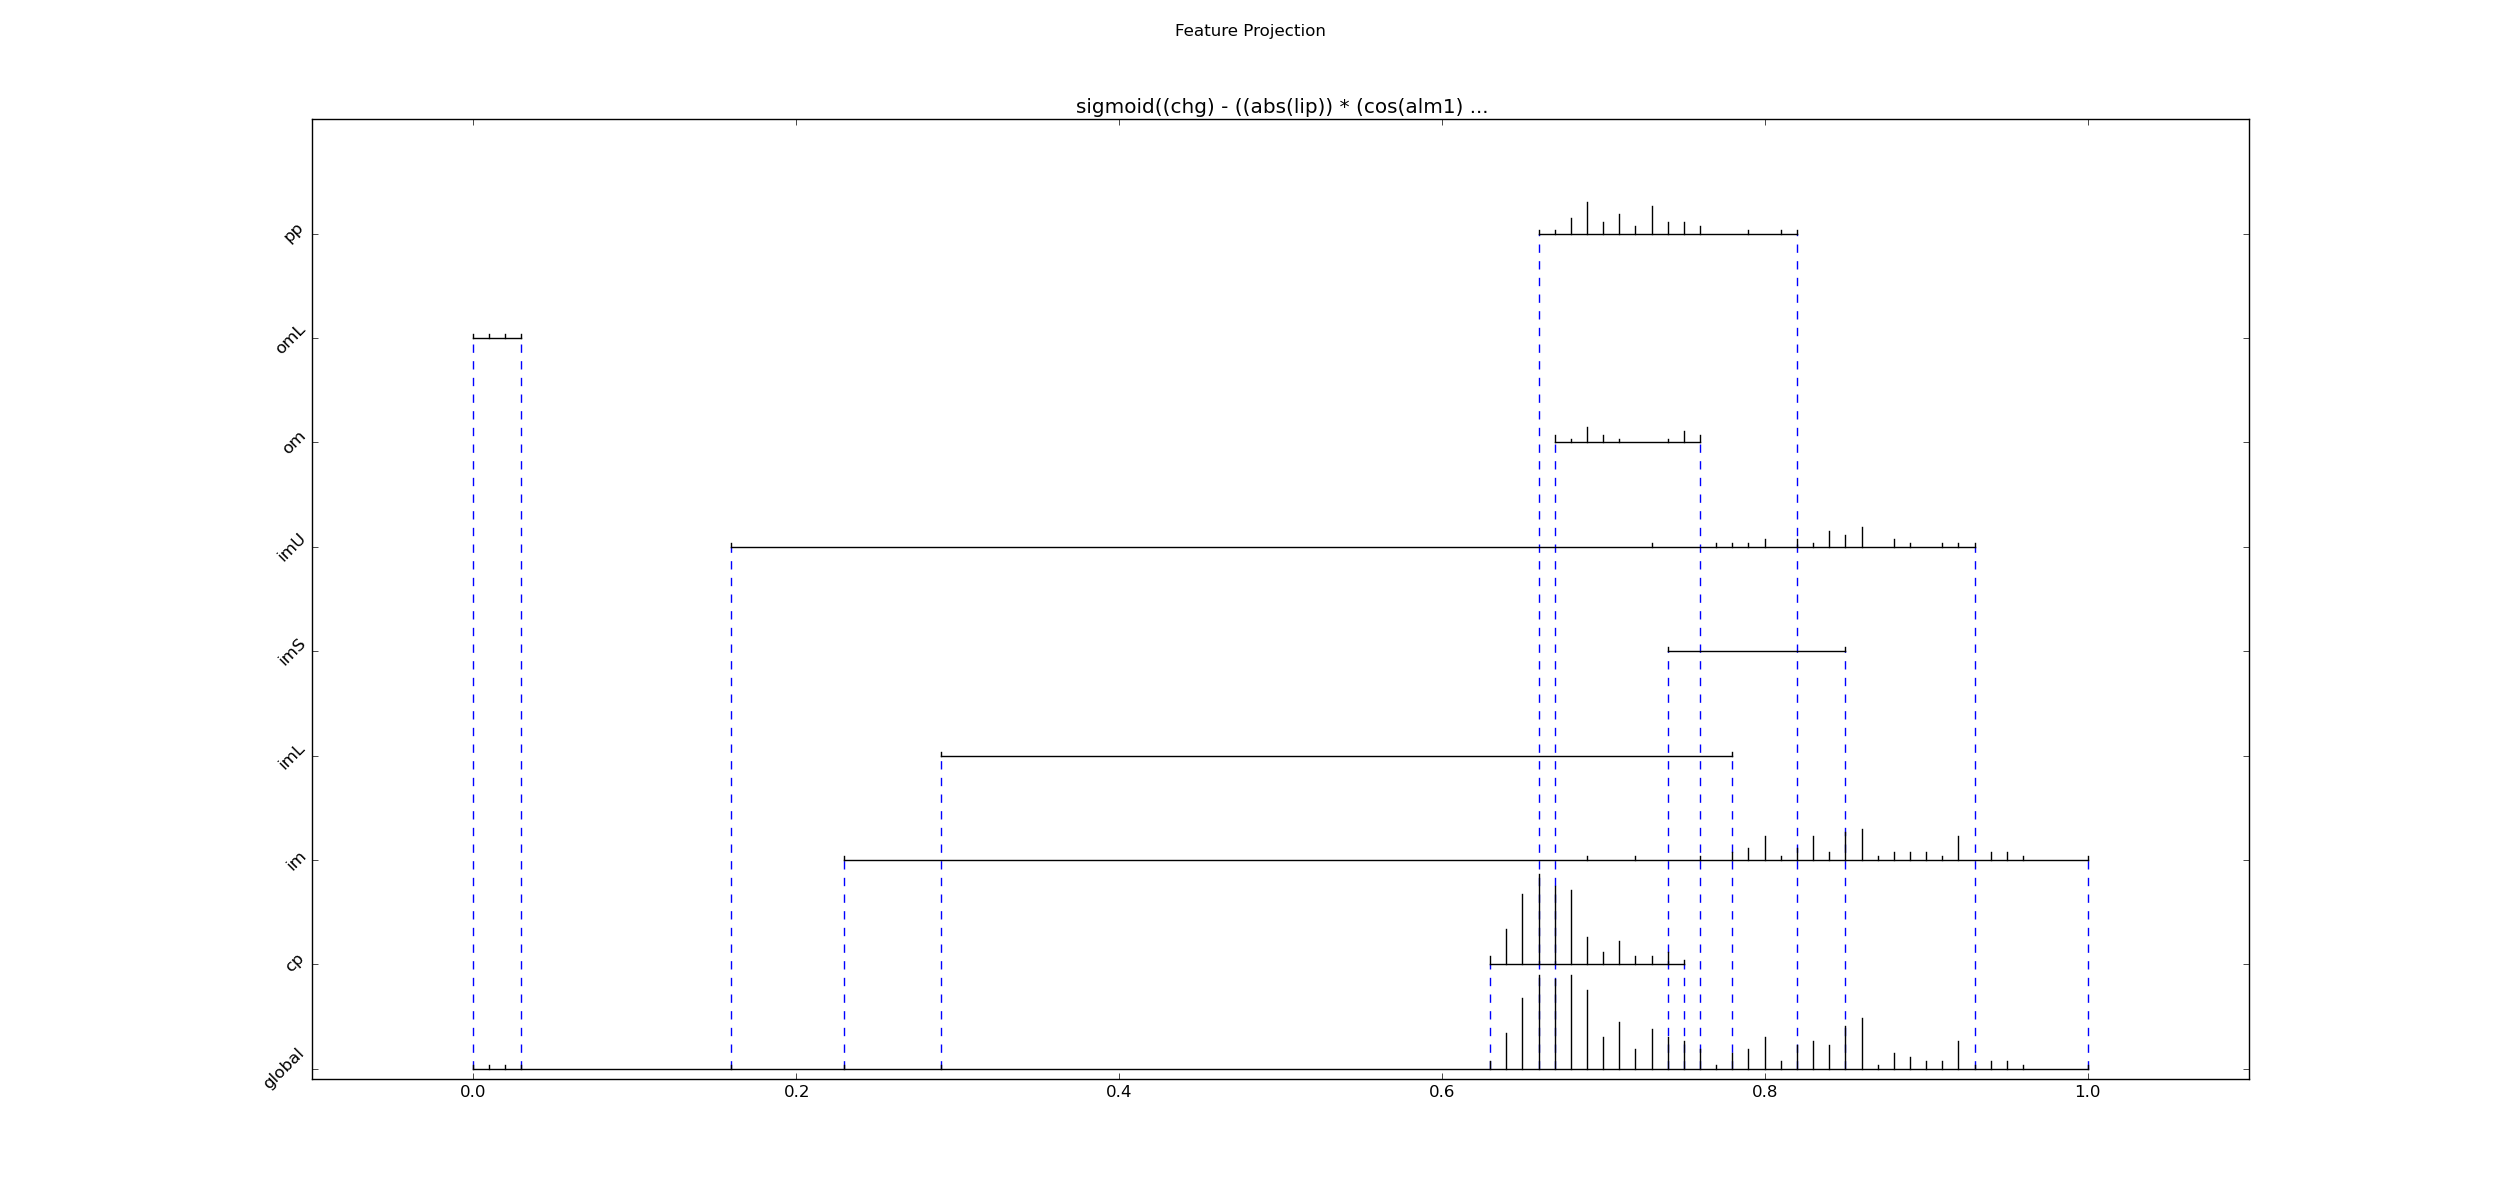 Feature Projection
sigmoid((chg) - ((abs(lip)) * (cos(alm1) ...
pp
omL
om
imU
imS
imL
im
cp
global
0.0 0.2 0.4 0.6 0.8 1.0